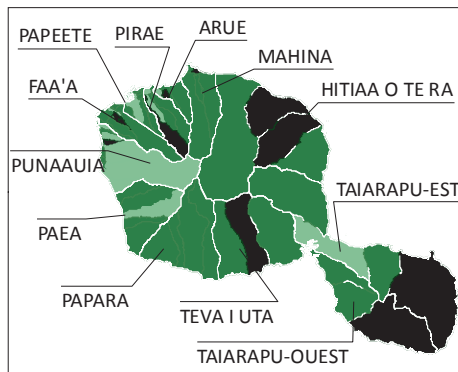 PAPEETE
PIRAE
ARUE
MAHINA
FAA'A
HITIAA O TE RA
PUNAAUIA
TAIARAPU-EST
PAEA
PAPARA
TEVA I UTA
TAIARAPU-OUEST